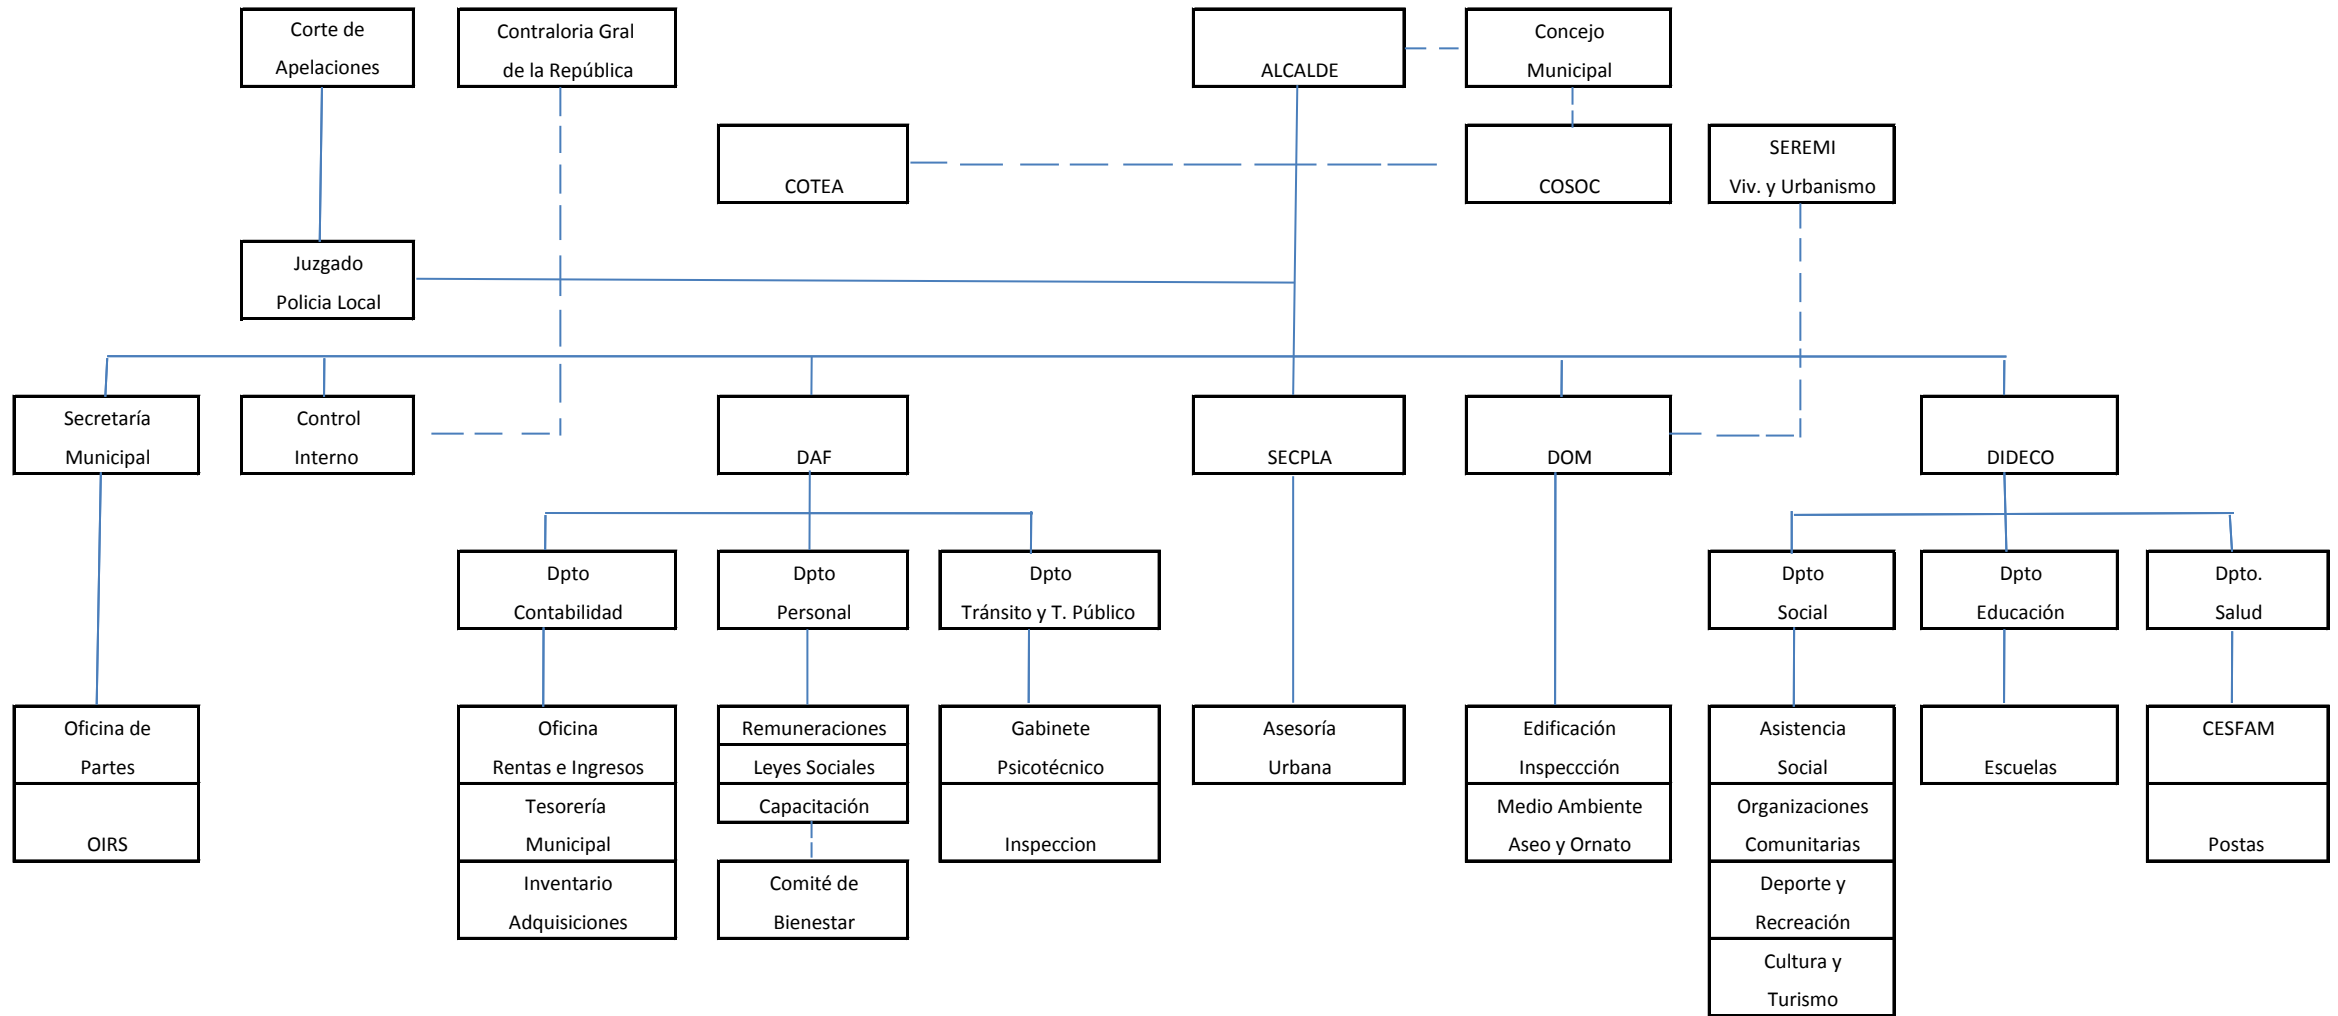 Corte de
Apelaciones
Contraloria Gral
de la República
ALCALDE
Concejo
Municipal
COTEA
COSOC
SEREMI
Viv. y Urbanismo
Juzgado
Policia Local
Secretaría
Municipal
Control
Interno
DAF
SECPLA
DOM
DIDECO
Dpto
Contabilidad
Dpto
Personal
Dpto
Tránsito y T. Público
Dpto
Social
Dpto
Educación
Dpto.
Salud
Oficina de
Partes
OIRS
Oficina
Rentas e Ingresos
Tesorería
Municipal
Inventario
Adquisiciones
Remuneraciones
Leyes Sociales
Capacitación
Comité de
Bienestar
Gabinete
Psicotécnico
Inspeccion
Asesoría
Urbana
Edificación
Inspeccción
Medio Ambiente
Aseo y Ornato
Asistencia
Social
Organizaciones
Comunitarias
Deporte y
Recreación
Cultura y
Turismo
Escuelas
CESFAM
Postas